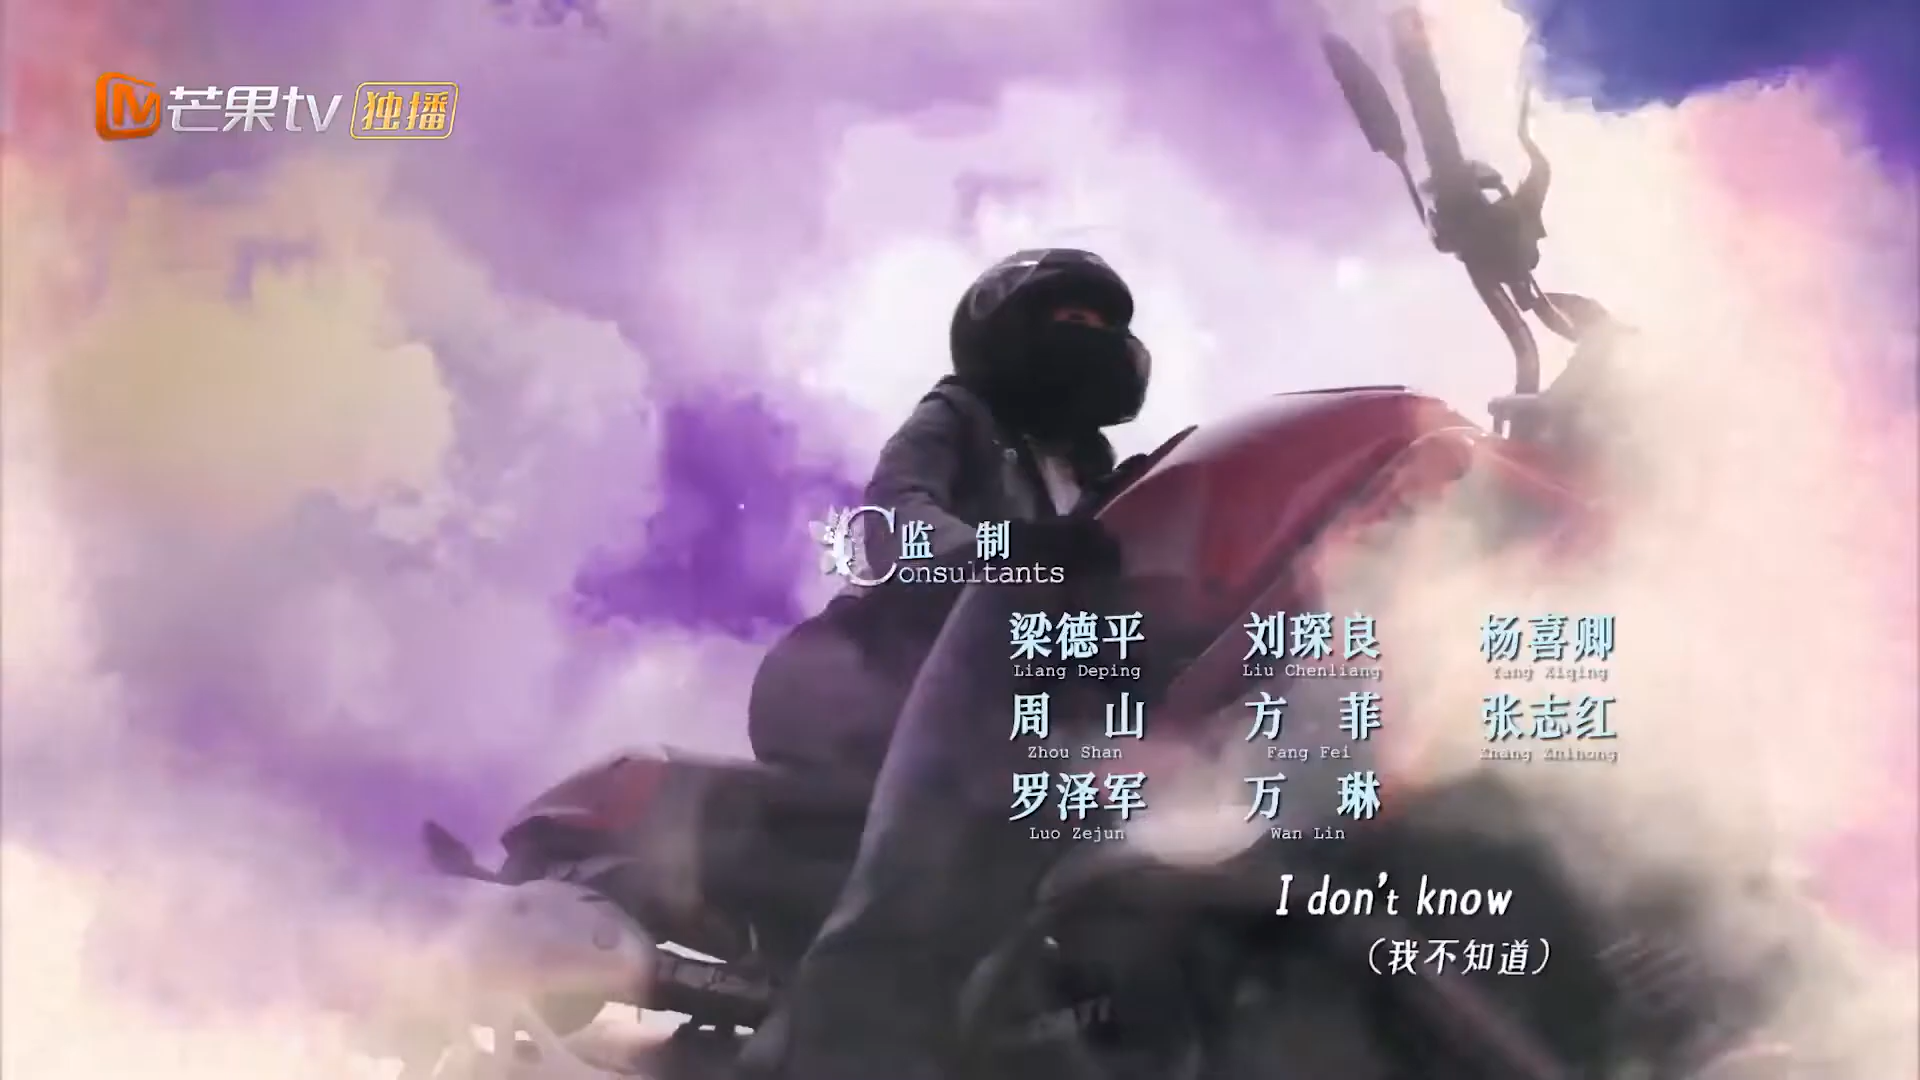 芒果tv 独播
监 制
Consultants
梁德平 刘琛良 杨喜卿
Liang Deping Liu Chenliang Yang Xiqing
周 山 方 菲 张志红
Zhou Shan Fang Fei Zhang Zhihong
罗泽军 万 琳
Luo Zejun Wan Lin
I don't know
（我不知道）